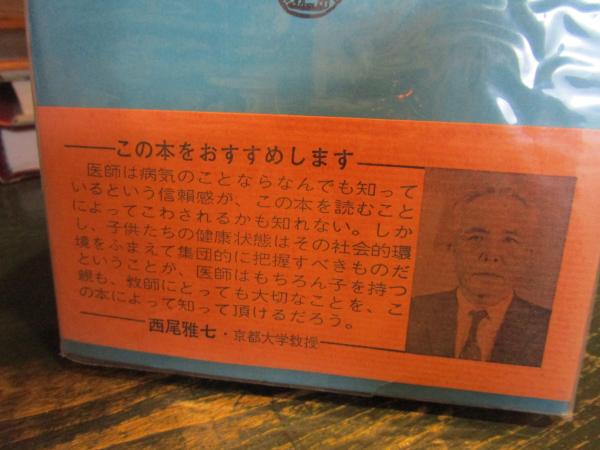 この本をおすすめします
医師は病気のことならなんでも知って
いるという信頼感が、この本を読むこと
によってこわされるかも知れない。しか
し、子供たちの健康状態はその社会的環
境をふまえて集団的に把握すべきものだ
ということが、医師はもちろん子を持つ
親も、教師にとっても大切なことを、こ
の本によって知って頂けるだろう。
西尾雅七・京都大学教授